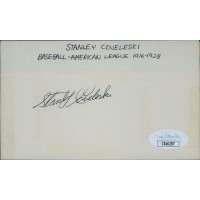 STANLEY COVELESKI
BASEBALL-AMERICAN LEAGUE 1916-1928
Stanley Coveleski
JSA